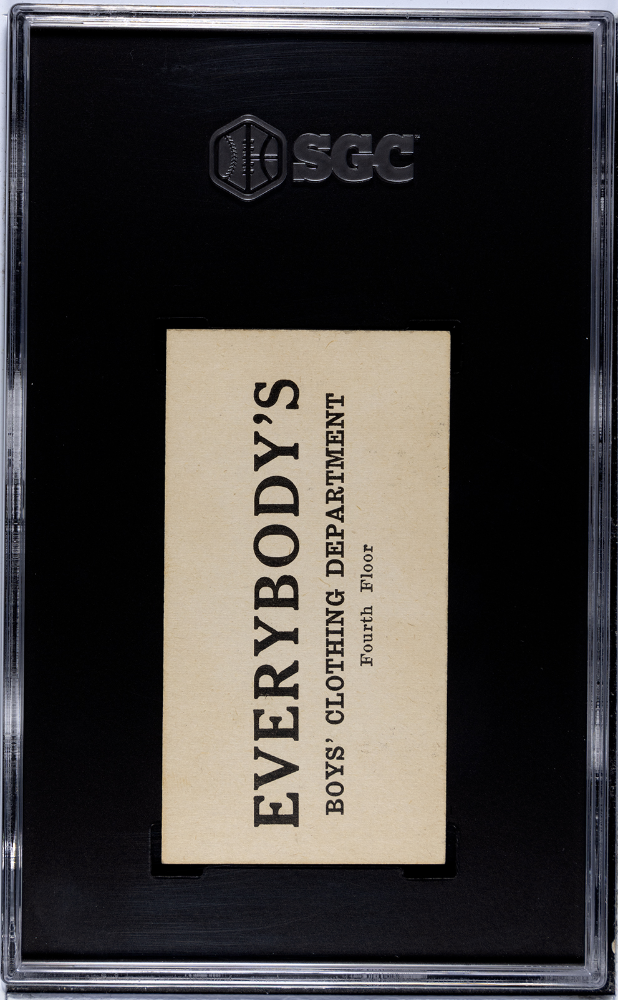 SGC
EVERYBODY'S
BOYS' CLOTHING DEPARTMENT
Fourth Floor